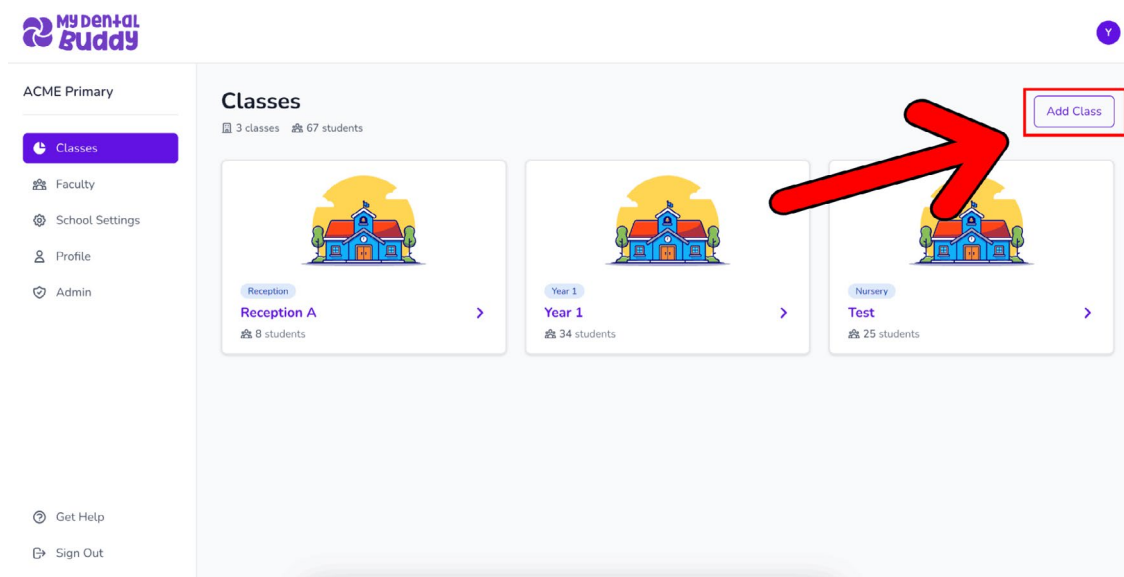 My Dental
Buddy
Y
ACME Primary
Classes
Faculty
School Settings
Profile
Admin
Get Help
Sign Out
Classes
3 classes 67 students
Add Class
Reception
Reception A
8 students
Year 1
Year 1
34 students
Nursery
Test
25 students